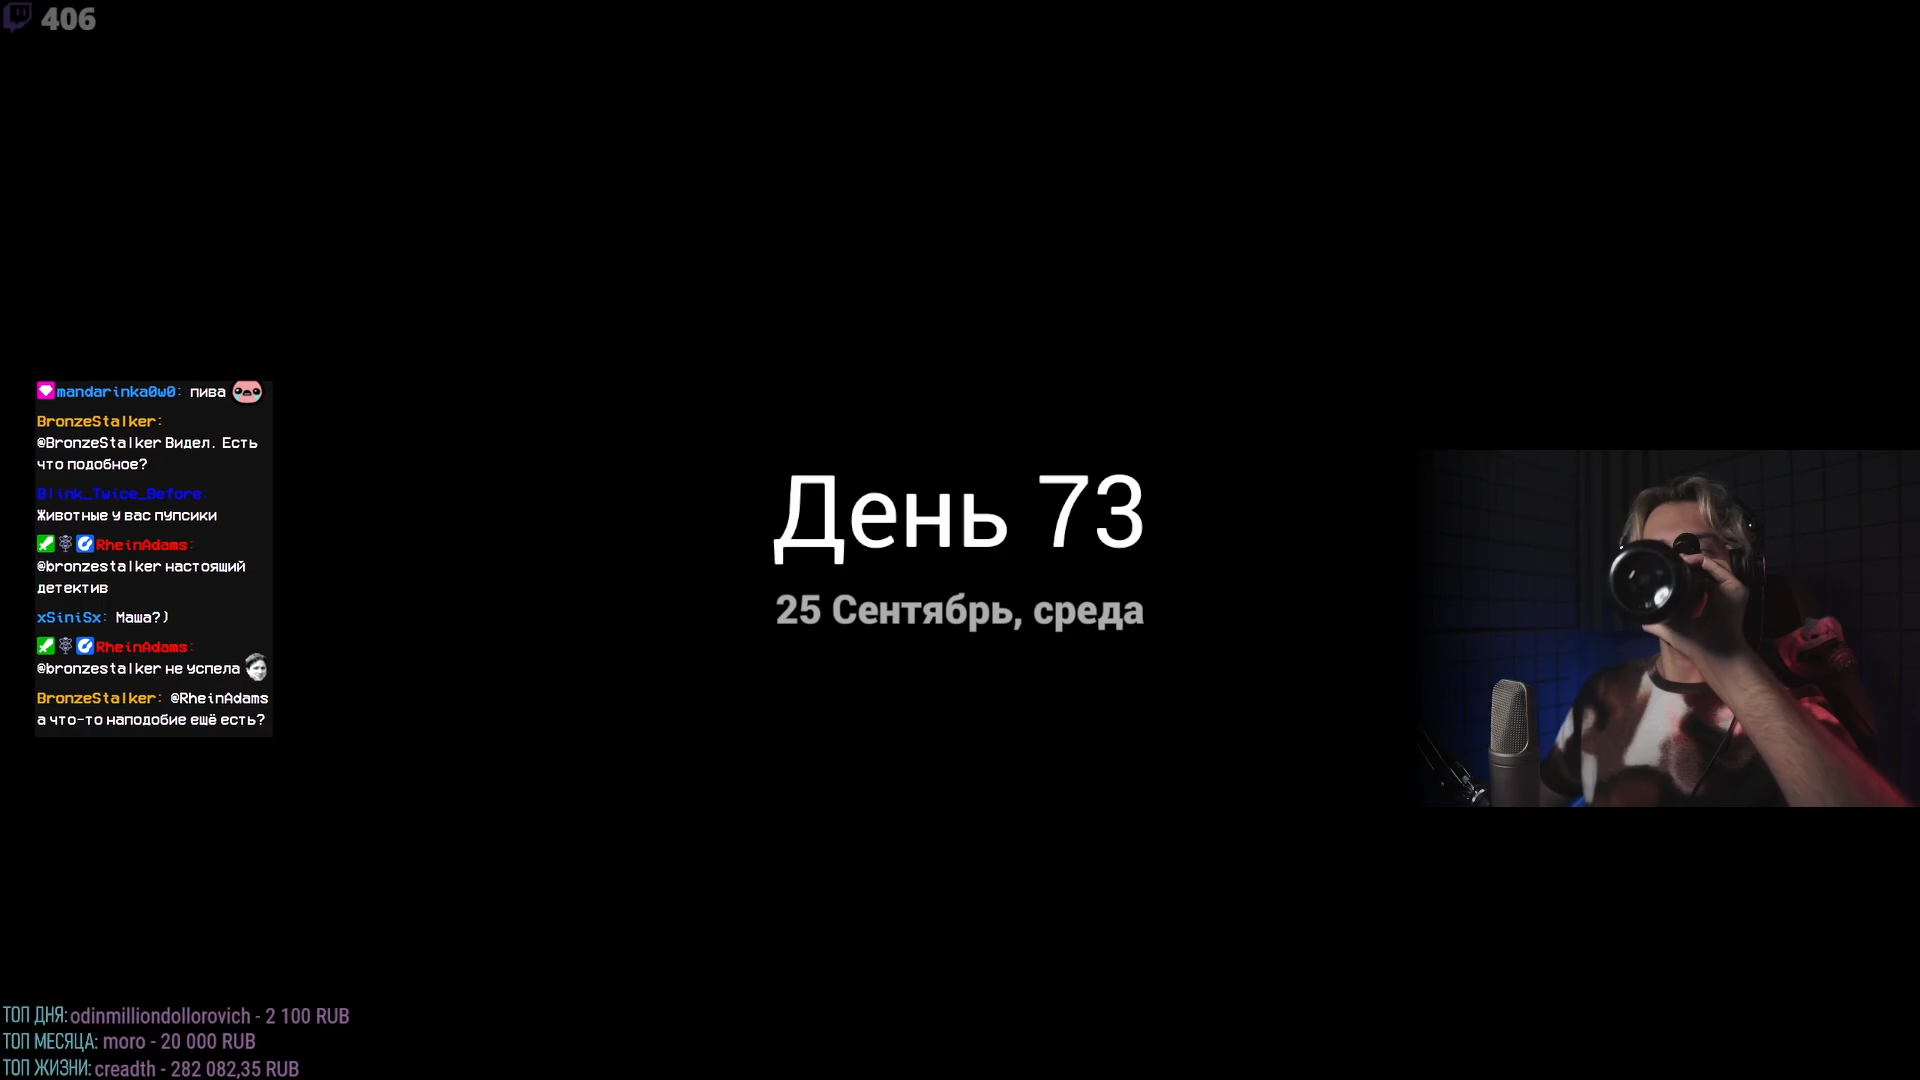 406
mandarinka0w0: пива
BronzeStalker:
@BronzeStalker Видел. Есть
что подобное?
Blink_Twice_Before:
Животные у вас пупсики
RheinAdams:
@bronzestalker настоящий
детектив
xSiniSx: Маша?)
RheinAdams:
@bronzestalker не успела
BronzeStalker: @RheinAdams
а что-то наподобие ещё есть?
День 73
25 Сентябрь, среда
ТОП ДНЯ: odinmilliondollorovich - 2 100 RUB
ТОП МЕСЯЦА: moro - 20 000 RUB
ТОП ЖИЗНИ: creadth - 282 082,35 RUB